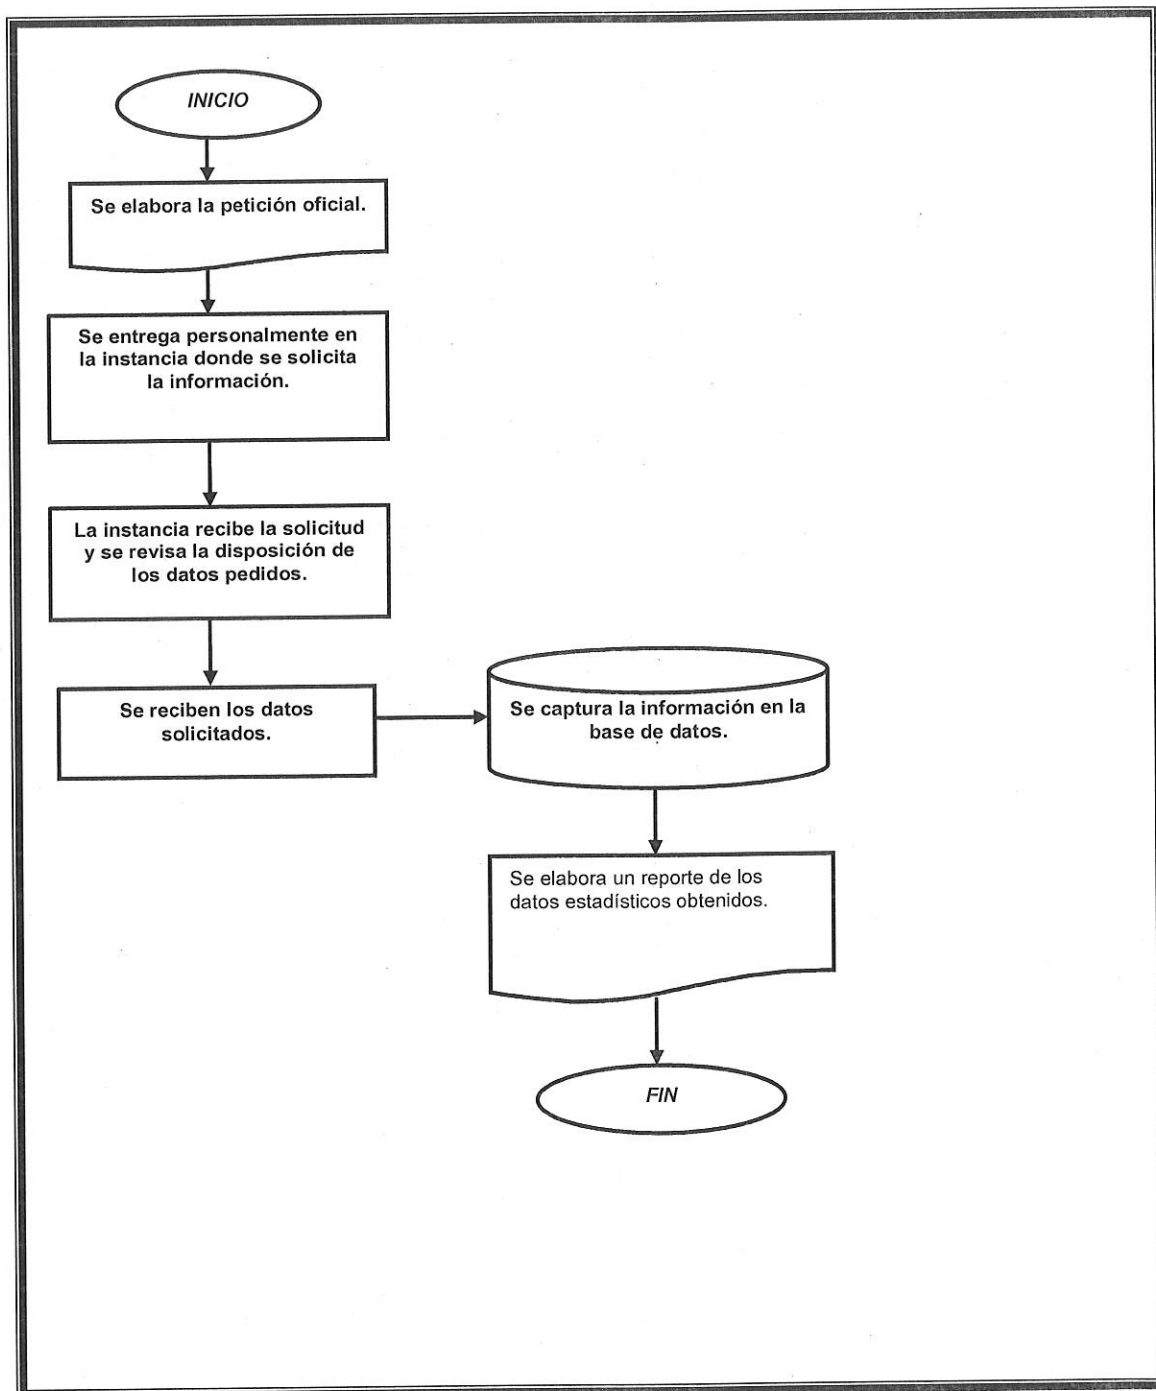 INICIO
Se elabora la petición oficial.
Se entrega personalmente en
la instancia donde se solicita
la información.
La instancia recibe la solicitud
y se revisa la disposición de
los datos pedidos.
Se reciben los datos
solicitados.
Se captura la información en la
base de datos.
Se elabora un reporte de los
datos estadísticos obtenidos.
FIN